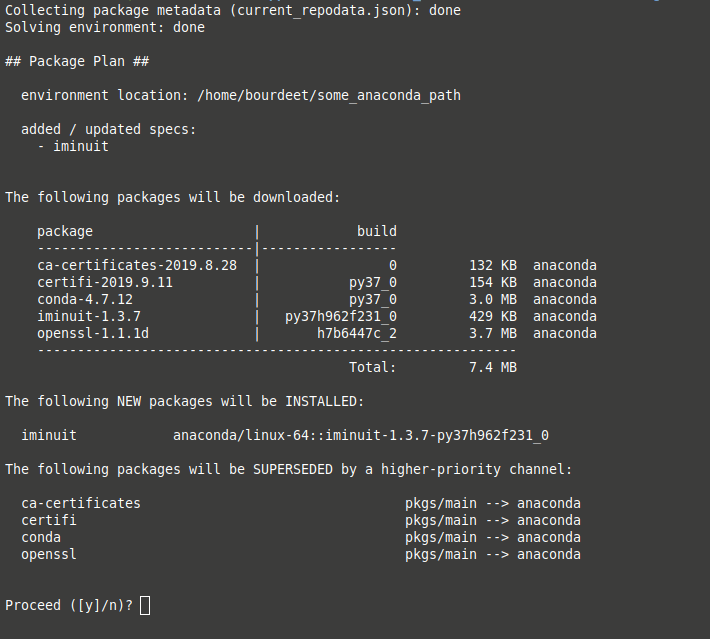 Collecting package metadata (current_repodata.json): done
Solving environment: done
## Package Plan ##
environment location: /home/bourdeet/some_anaconda_path
added / updated specs:
- iminuit
The following packages will be downloaded:
package | build
---------------------------|-----------------
ca-certificates-2019.8.28 | 0 132 KB anaconda
certifi-2019.9.11 | py37_0 154 KB anaconda
conda-4.7.12 | py37_0 3.0 MB anaconda
iminuit-1.3.7 | py37h962f231_0 429 KB anaconda
openssl-1.1.1d | h7b6447c_2 3.7 MB anaconda
------------------------------------------------------------
Total: 7.4 MB
The following NEW packages will be INSTALLED:
iminuit anaconda/linux-64::iminuit-1.3.7-py37h962f231_0
The following packages will be SUPERSEDED by a higher-priority channel:
ca-certificates pkgs/main --> anaconda
certifi pkgs/main --> anaconda
conda pkgs/main --> anaconda
openssl pkgs/main --> anaconda
Proceed ([y]/n)?